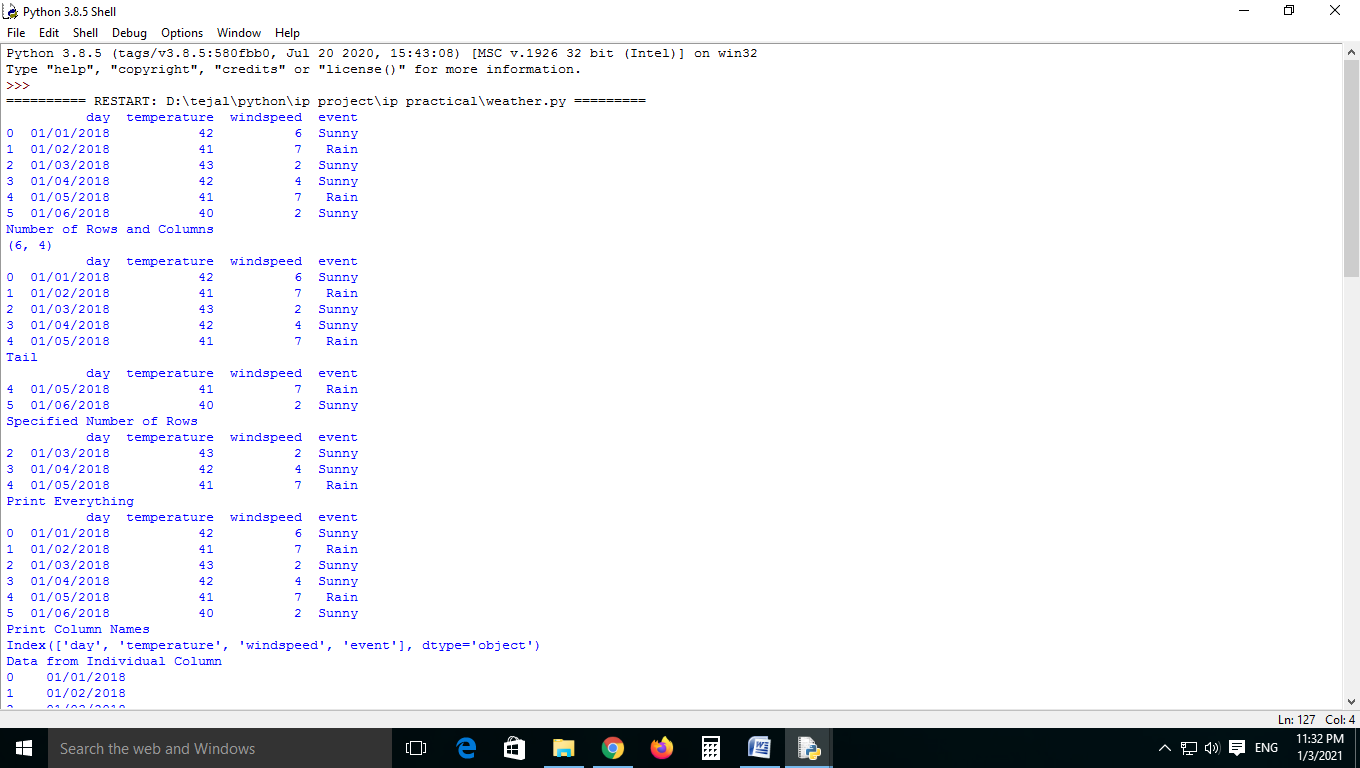 Python 3.8.5 Shell
File Edit Shell Debug Options Window Help
Python 3.8.5 (tags/v3.8.5:580fbb0, Jul 20 2020, 15:43:08) [MSC v.1926 32 bit (Intel)] on win32
Type "help", "copyright", "credits" or "license()" for more information.
>>>
========== RESTART: D:\tejal\python\ip project\ip practical\weather.py =========
          day  temperature  windspeed  event
0  01/01/2018           42          6  Sunny
1  01/02/2018           41          7   Rain
2  01/03/2018           43          2  Sunny
3  01/04/2018           42          4  Sunny
4  01/05/2018           41          7   Rain
5  01/06/2018           40          2  Sunny
Number of Rows and Columns
(6, 4)
          day  temperature  windspeed  event
0  01/01/2018           42          6  Sunny
1  01/02/2018           41          7   Rain
2  01/03/2018           43          2  Sunny
3  01/04/2018           42          4  Sunny
4  01/05/2018           41          7   Rain
Tail
          day  temperature  windspeed  event
4  01/05/2018           41          7   Rain
5  01/06/2018           40          2  Sunny
Specified Number of Rows
          day  temperature  windspeed  event
2  01/03/2018           43          2  Sunny
3  01/04/2018           42          4  Sunny
4  01/05/2018           41          7   Rain
Print Everything
          day  temperature  windspeed  event
0  01/01/2018           42          6  Sunny
1  01/02/2018           41          7   Rain
2  01/03/2018           43          2  Sunny
3  01/04/2018           42          4  Sunny
4  01/05/2018           41          7   Rain
5  01/06/2018           40          2  Sunny
Print Column Names
Index(['day', 'temperature', 'windspeed', 'event'], dtype='object')
Data from Individual Column
0    01/01/2018
1    01/02/2018
Ln: 127 Col: 4
Search the web and Windows
ENG
11:32 PM
1/3/2021